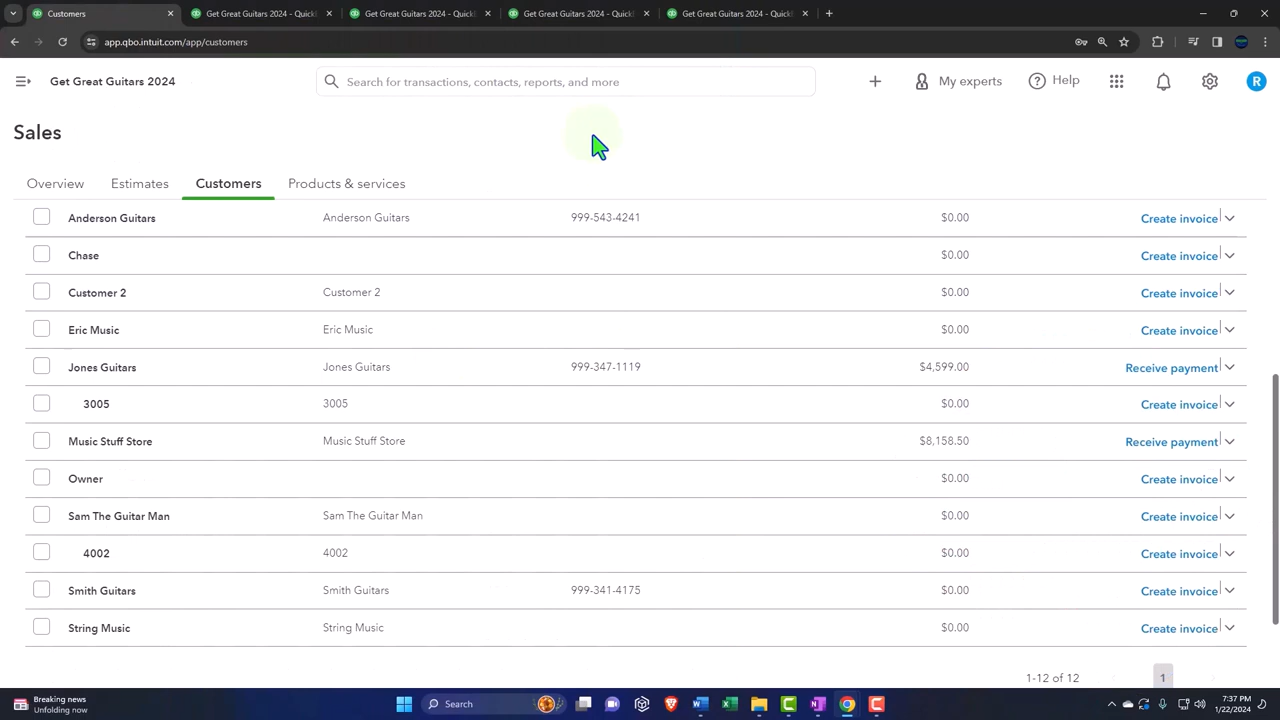 Customers
Get Great Guitars 2024 - QuickB
Get Great Guitars 2024 - QuickB
Get Great Guitars 2024 - QuickB
Get Great Guitars 2024 - QuickB
app.qbo.intuit.com/app/customers
Get Great Guitars 2024
Search for transactions, contacts, reports, and more
My experts
Help
R
Sales
Overview
Estimates
Customers
Products & services
Anderson Guitars Anderson Guitars 999-543-4241 $0.00 Create invoice
Chase $0.00 Create invoice
Customer 2 Customer 2 $0.00 Create invoice
Eric Music Eric Music $0.00 Create invoice
Jones Guitars Jones Guitars 999-347-1119 $4,599.00 Receive payment
3005 3005 $0.00 Create invoice
Music Stuff Store Music Stuff Store $8,158.50 Receive payment
Owner $0.00 Create invoice
Sam The Guitar Man Sam The Guitar Man $0.00 Create invoice
4002 4002 $0.00 Create invoice
Smith Guitars Smith Guitars 999-341-4175 $0.00 Create invoice
String Music String Music $0.00 Create invoice
1-12 of 12 1
Breaking news
Unfolding now
Search
7:37 PM
1/22/2024